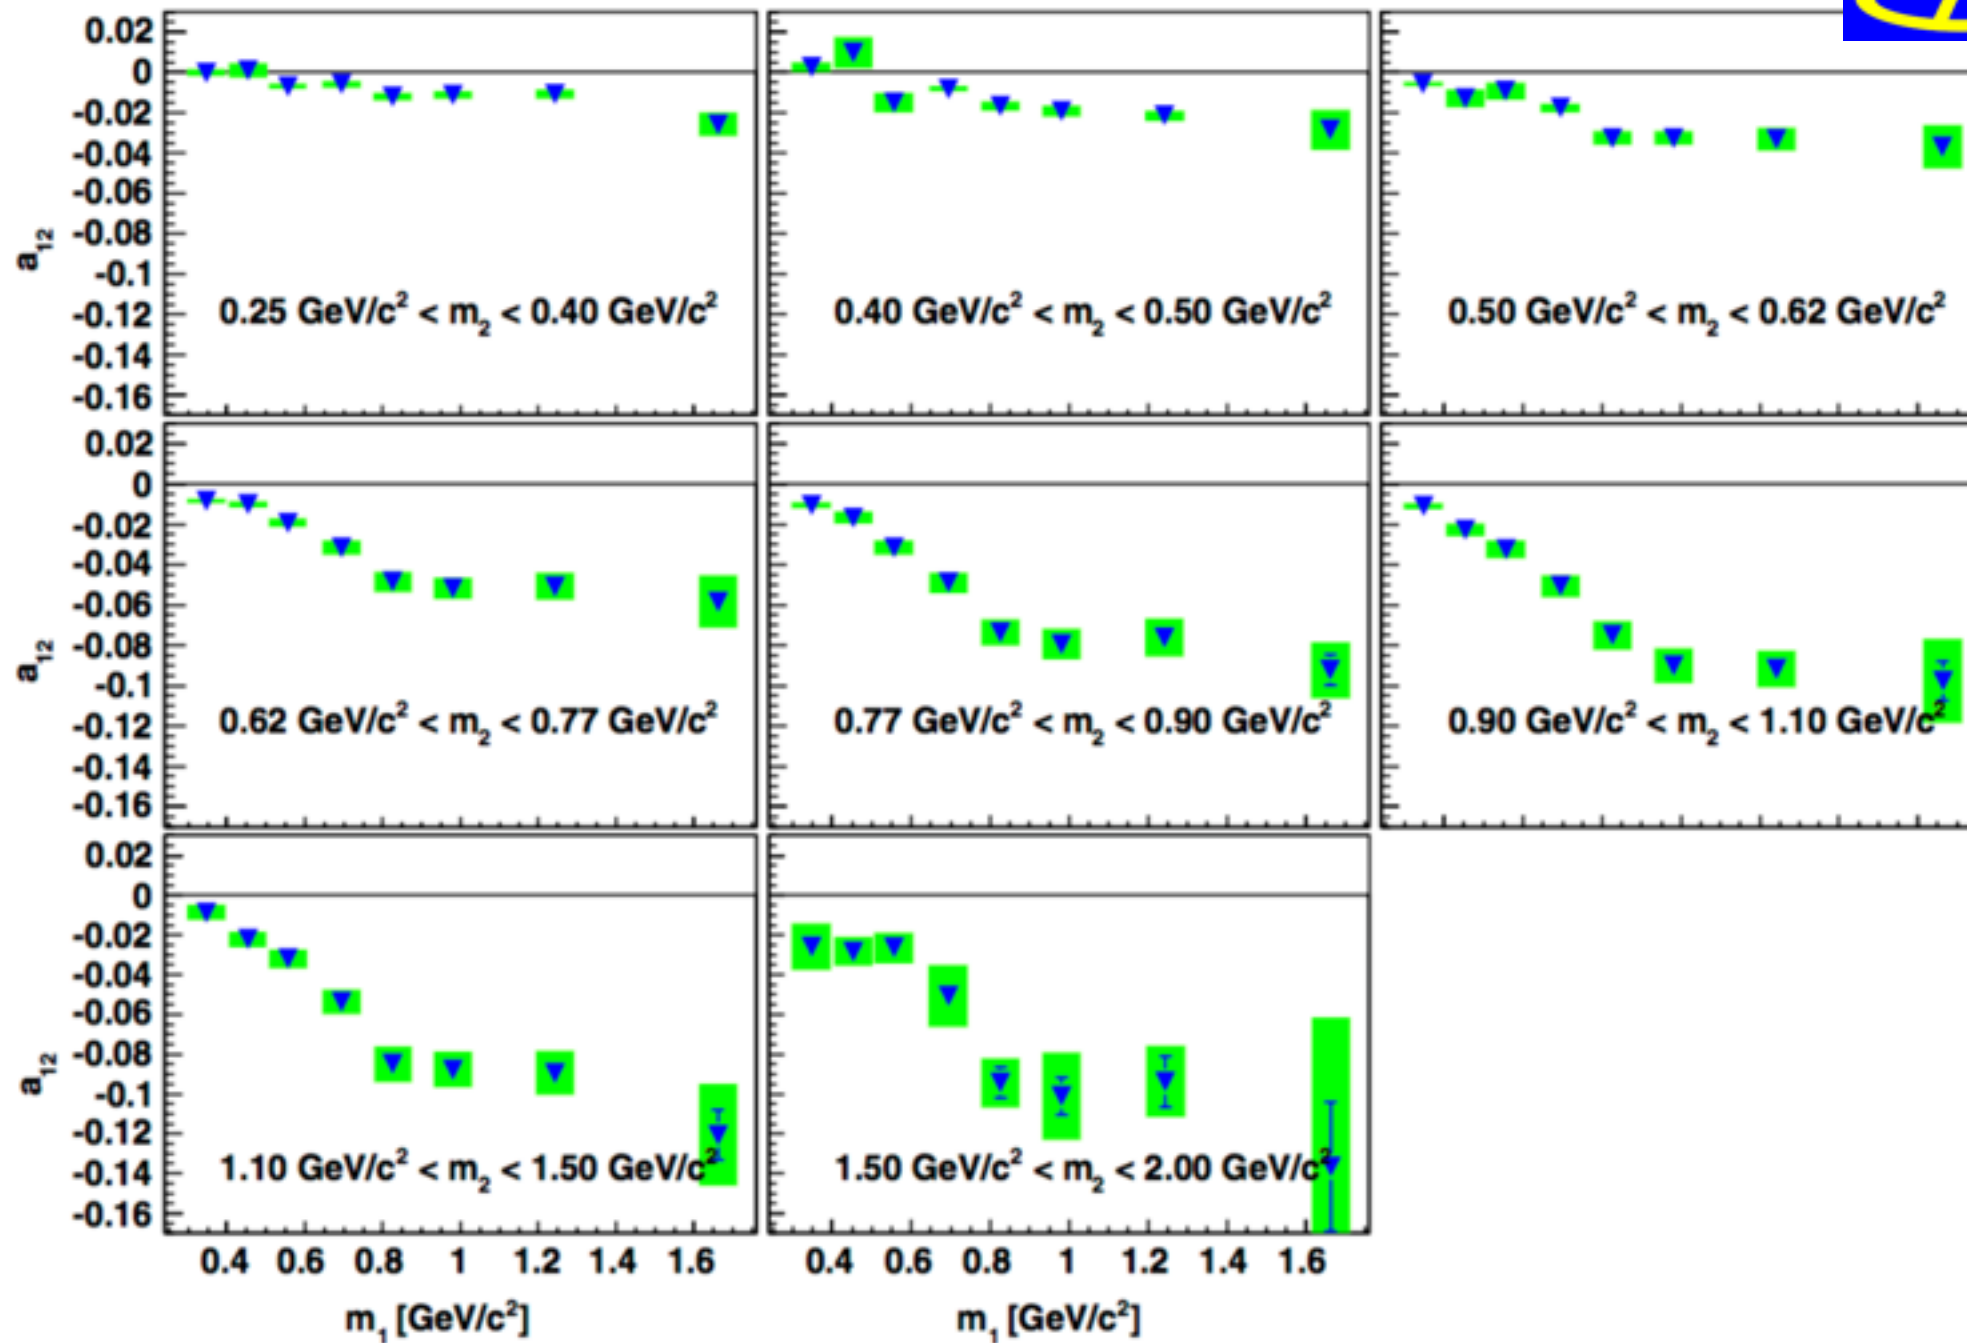 0.02
0
-0.02
-0.04
-0.06
-0.08
-0.1
-0.12
-0.14
-0.16
a12
0.25 GeV/c² < m2 < 0.40 GeV/c²
0.40 GeV/c² < m2 < 0.50 GeV/c²
0.50 GeV/c² < m2 < 0.62 GeV/c²
0.02
0
-0.02
-0.04
-0.06
-0.08
-0.1
-0.12
-0.14
-0.16
a12
0.62 GeV/c² < m2 < 0.77 GeV/c²
0.77 GeV/c² < m2 < 0.90 GeV/c²
0.90 GeV/c² < m2 < 1.10 GeV/c²
0.02
0
-0.02
-0.04
-0.06
-0.08
-0.1
-0.12
-0.14
-0.16
a12
1.10 GeV/c² < m2 < 1.50 GeV/c²
1.50 GeV/c² < m2 < 2.00 GeV/c²
0.4 0.6 0.8 1 1.2 1.4 1.6
0.4 0.6 0.8 1 1.2 1.4 1.6
m1 [GeV/c²]
m1 [GeV/c²]